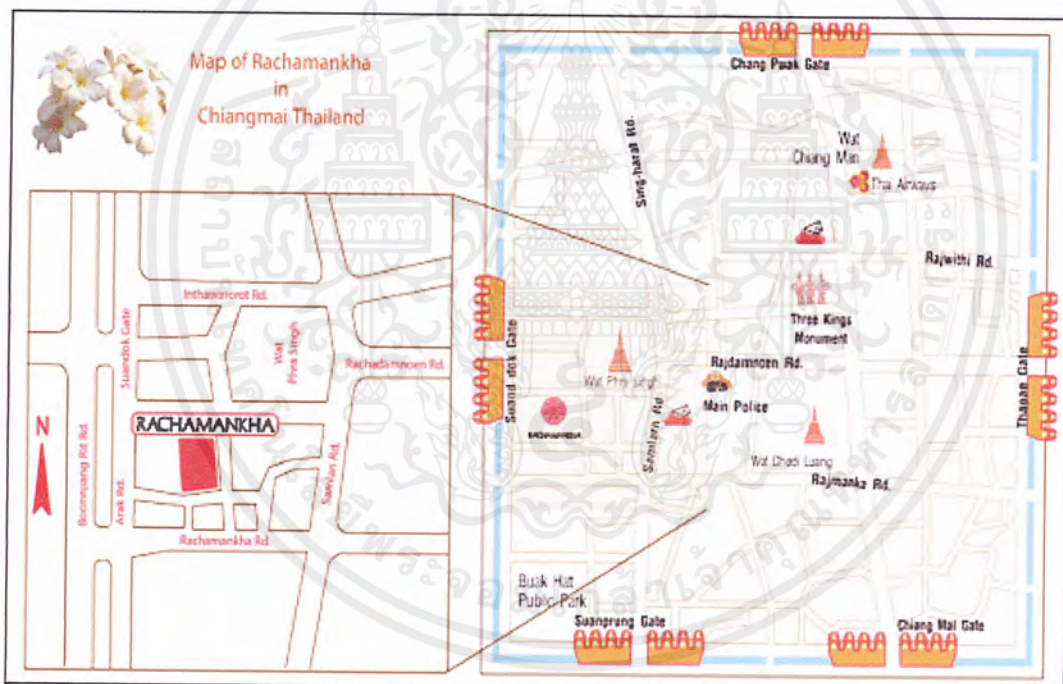 Map of Rachamankha
in
Chiangmai Thailand
Inthawarorot Rd.
Suandok Gate
Wat
Phra Singh
Rachadamnoen Rd.
RACHAMANKHA
N
Boonruang Rit Rd.
Arak Rd.
Samlan Rd.
Rachamankha Rd.
Chang Puak Gate
Sing-harat Rd.
Wat
Chiang Man
Thai Airways
Rajwithi Rd.
Three Kings
Monument
Suand dok Gate
Wat Phra singh
Rajdamnoen Rd.
Main Police
Samlarn Rd.
RACHAMANKHA
Wat Chedi Luang
Rajmanka Rd.
Thapae Gate
Buak Hat
Public Park
Suanprung Gate
Chiang Mai Gate